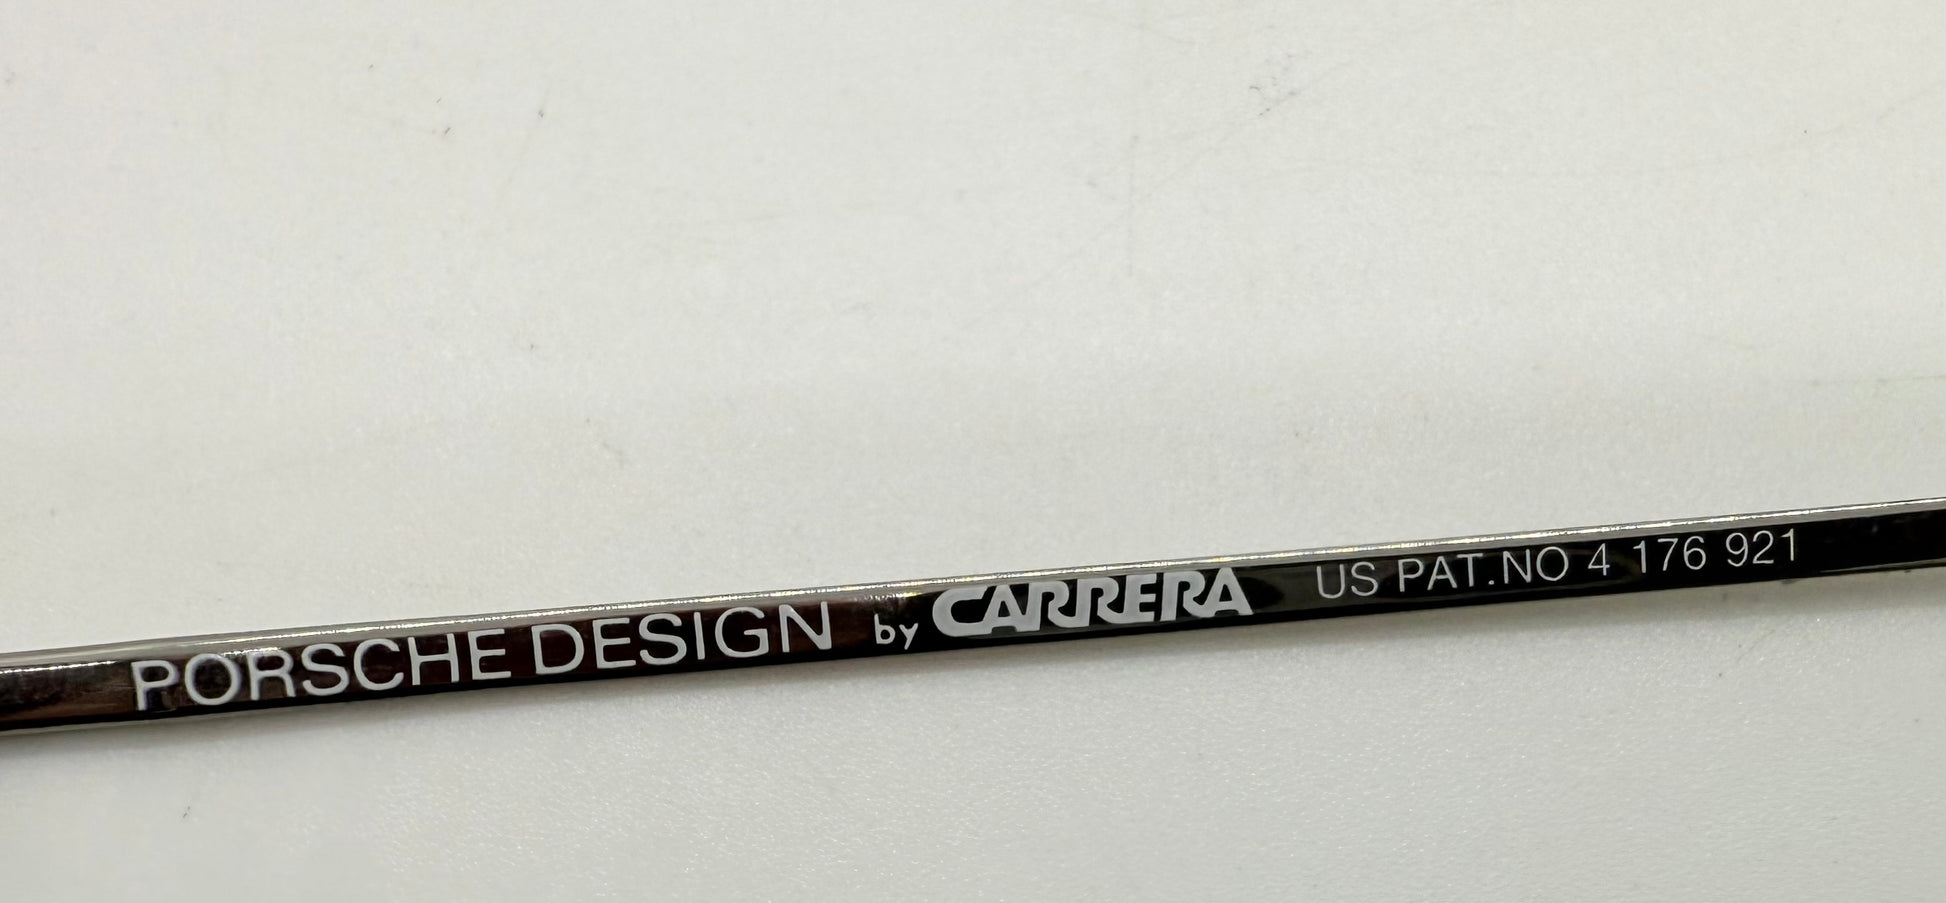 PORSCHE DESIGN by CARRERA US PAT.NO 4 176 921